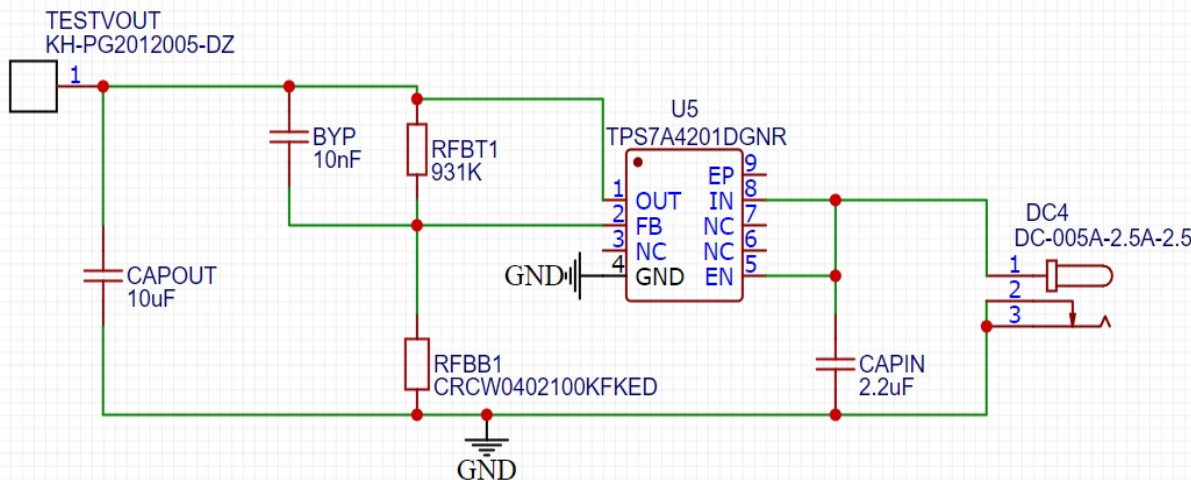 TESTVOUT
KH-PG2012005-DZ
1
BYP
10nF
RFBT1
931K
U5
TPS7A4201DGNR
1
OUT
2
FB
3
NC
4
GND
GND
9
EP
8
IN
7
NC
6
NC
5
EN
DC4
DC-005A-2.5A-2.5
1
2
3
CAPOUT
10uF
RFBB1
CRCW0402100KFKED
CAPIN
2.2uF
GND